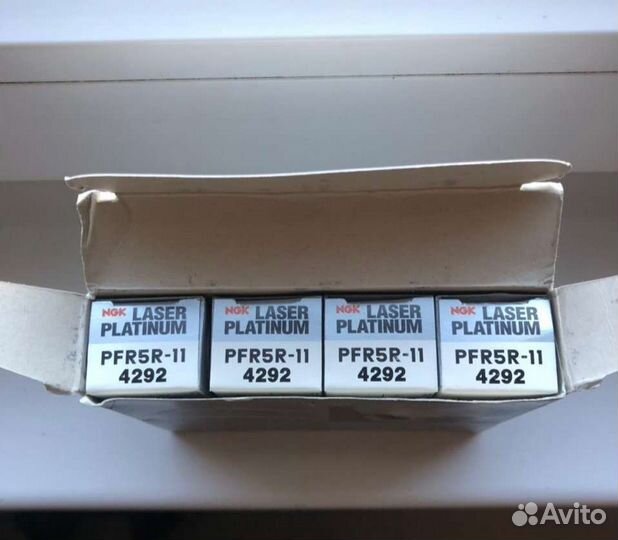 NGK LASER
PLATINUM
PFR5R-11
4292
NGK LASER
PLATINUM
PFR5R-11
4292
NGK LASER
PLATINUM
PFR5R-11
4292
NGK LASER
PLATINUM
PFR5R-11
4292
Avito